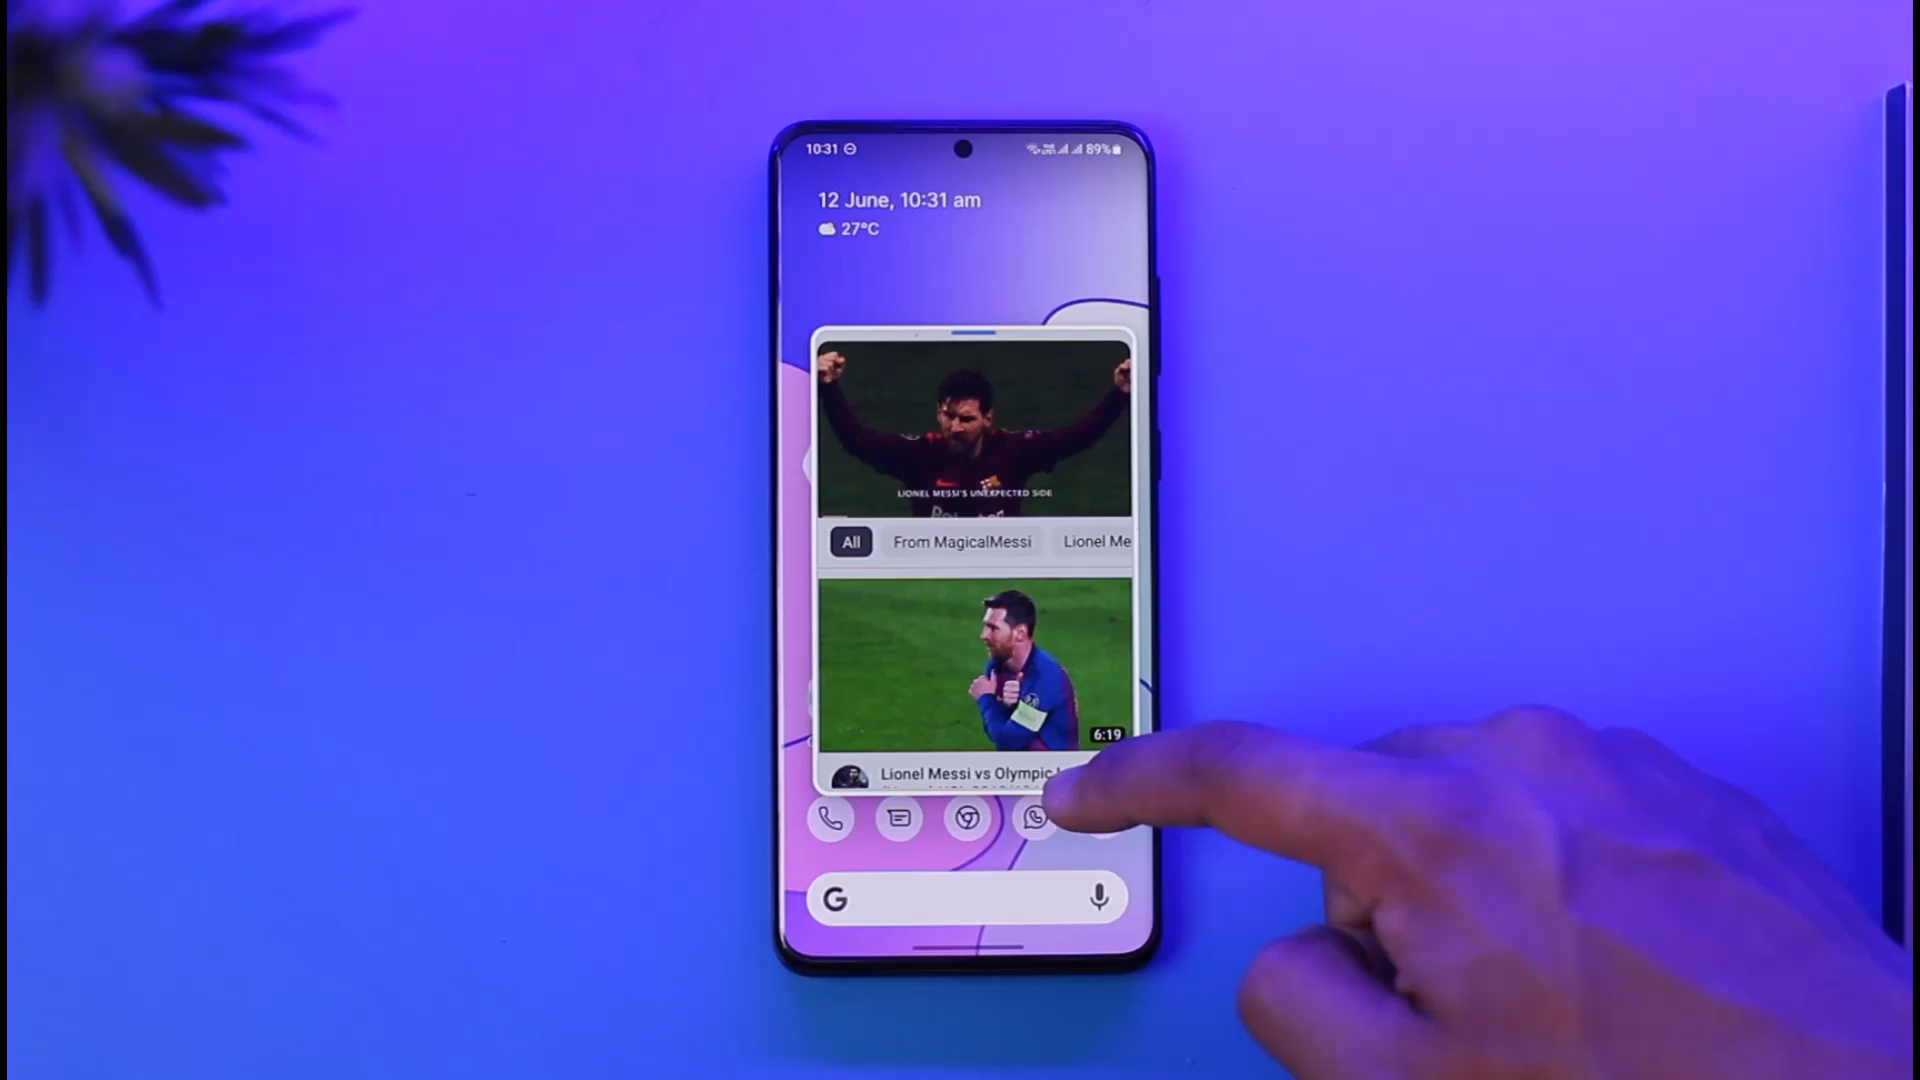 10:31
89%
12 June, 10:31 am
27°C
LIONEL MESSI'S UNEXPECTED SIDE
All
From MagicalMessi
Lionel Me
6:19
Lionel Messi vs Olympic
G